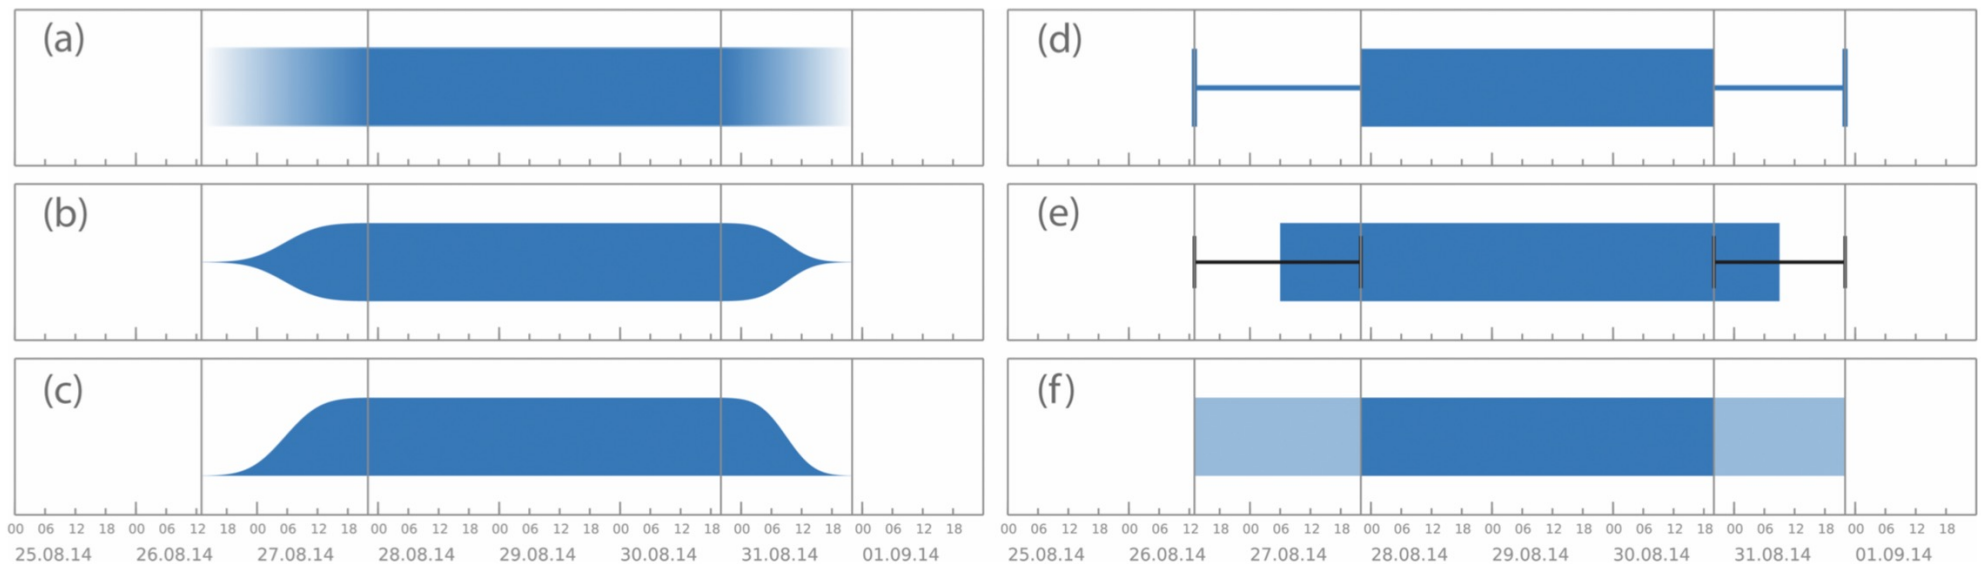 (a)
(b)
(c)
00 06 12 18 00 06 12 18 00 06 12 18 00 06 12 18 00 06 12 18 00 06 12 18 00 06 12 18 00 06 12 18
25.08.14 26.08.14 27.08.14 28.08.14 29.08.14 30.08.14 31.08.14 01.09.14
(d)
(e)
(f)
00 06 12 18 00 06 12 18 00 06 12 18 00 06 12 18 00 06 12 18 00 06 12 18 00 06 12 18 00 06 12 18
25.08.14 26.08.14 27.08.14 28.08.14 29.08.14 30.08.14 31.08.14 01.09.14